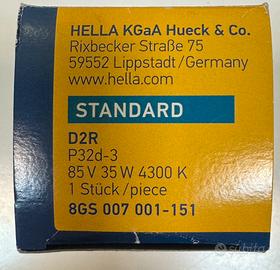 HELLA KGaA Hueck & Co.
Rixbecker Straße 75
59552 Lippstadt/Germany
www.hella.com
STANDARD
D2R
P32d-3
85 V 35 W 4300 K
1 Stück/piece
8GS 007 001-151
subito